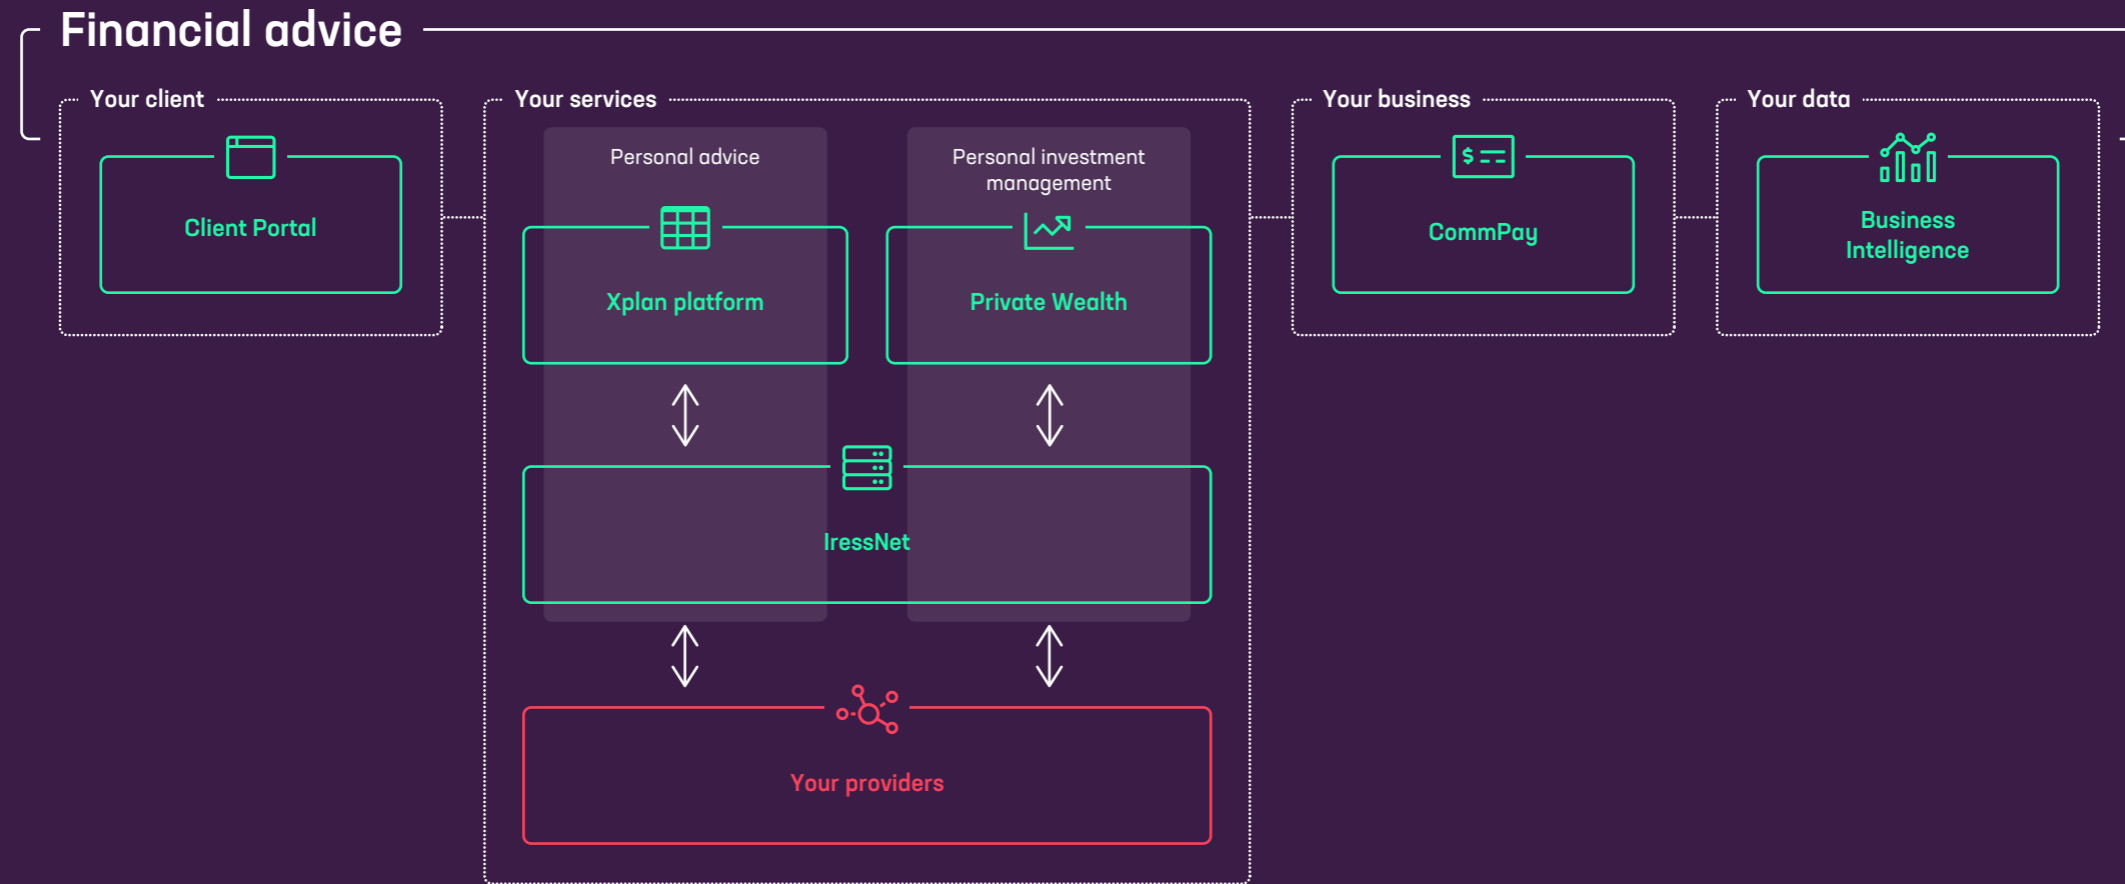 Financial advice
Your client
Client Portal
Your services
Personal advice
Xplan platform
Personal investment
management
Private Wealth
IressNet
Your providers
Your business
$
CommPay
Your data
Business
Intelligence